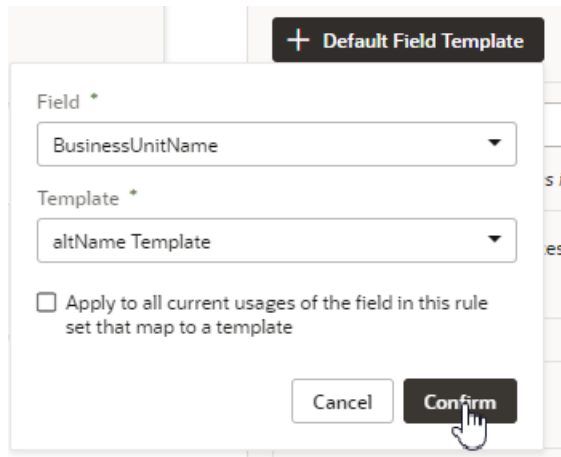 + Default Field Template
Field *
BusinessUnitName
Template *
altName Template
Apply to all current usages of the field in this rule
set that map to a template
Cancel
Confirm